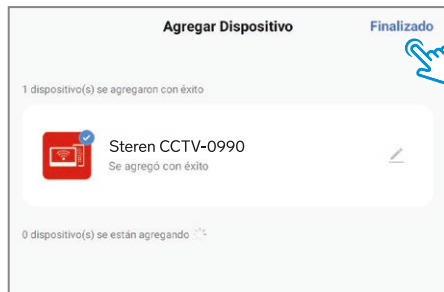 Agregar Dispositivo
Finalizado
1 dispositivo(s) se agregaron con éxito
Steren CCTV-0990
Se agregó con éxito
0 dispositivo(s) se están agregando